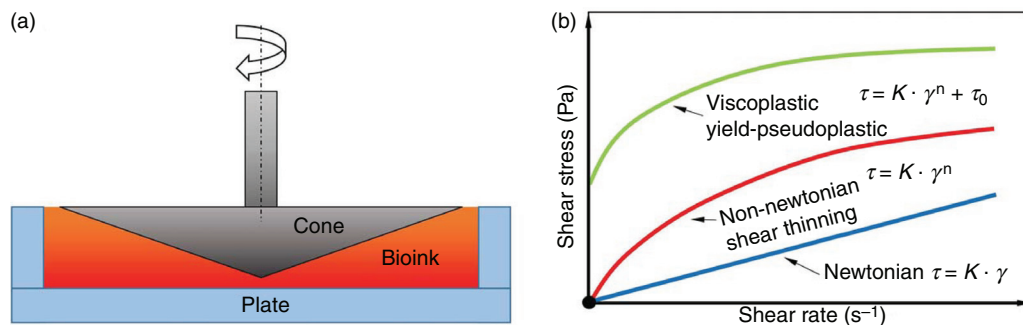 (a)
Cone
Bioink
Plate
(b)
Shear stress (Pa)
Viscoplastic
yield-pseudoplastic
τ = K · γⁿ + τ₀
Non-newtonian
shear thinning
τ = K · γⁿ
Newtonian τ = K · γ
Shear rate (s⁻¹)